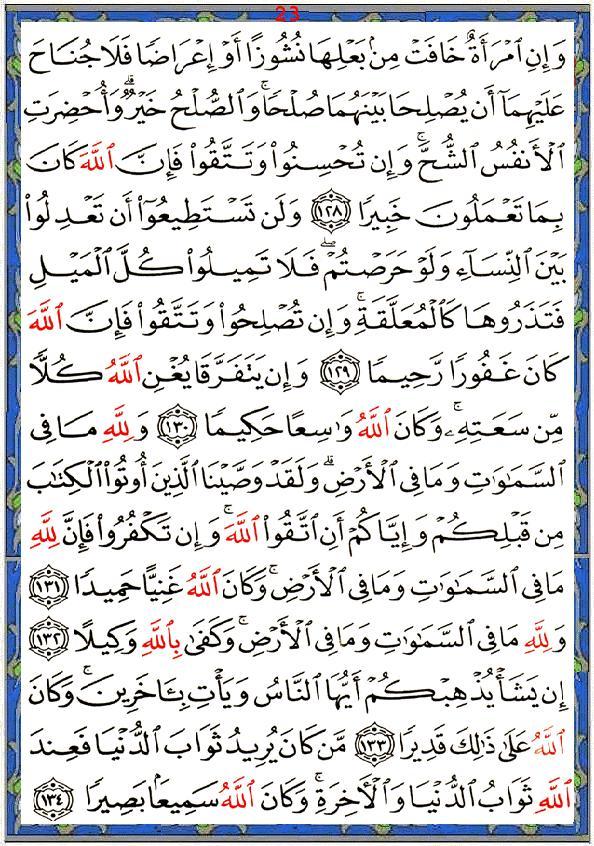 23
وَإِنِ ٱمۡرَأَةٌ خَافَتۡ مِنۢ بَعۡلِهَا نُشُوزًا أَوۡ إِعۡرَاضٗا فَلَا جُنَاحَ
عَلَيۡهِمَآ أَن يُصۡلِحَا بَيۡنَهُمَا صُلۡحٗاۚ وَٱلصُّلۡحُ خَيۡرٞۗ وَأُحۡضِرَتِ
ٱلۡأَنفُسُ ٱلشُّحَّۚ وَإِن تُحۡسِنُواْ وَتَتَّقُواْ فَإِنَّ ٱللَّهَ كَانَ
بِمَا تَعۡمَلُونَ خَبِيرٗا ١٢٨ وَلَن تَسۡتَطِيعُوٓاْ أَن تَعۡدِلُواْ
بَيۡنَ ٱلنِّسَآءِ وَلَوۡ حَرَصۡتُمۡۖ فَلَا تَمِيلُواْ كُلَّ ٱلۡمَيۡلِ
فَتَذَرُوهَا كَٱلۡمُعَلَّقَةِۚ وَإِن تُصۡلِحُواْ وَتَتَّقُواْ فَإِنَّ ٱللَّهَ
كَانَ غَفُورٗا رَّحِيمٗا ١٢٩ وَإِن يَتَفَرَّقَا يُغۡنِ ٱللَّهُ كُلّٗا
مِّن سَعَتِهِۦۚ وَكَانَ ٱللَّهُ وَٰسِعًا حَكِيمٗا ١٣٠ وَلِلَّهِ مَا فِي
ٱلسَّمَٰوَٰتِ وَمَا فِي ٱلۡأَرۡضِۗ وَلَقَدۡ وَصَّيۡنَا ٱلَّذِينَ أُوتُواْ ٱلۡكِتَٰبَ
مِن قَبۡلِكُمۡ وَإِيَّاكُمۡ أَنِ ٱتَّقُواْ ٱللَّهَۚ وَإِن تَكۡفُرُواْ فَإِنَّ لِلَّهِ
مَا فِي ٱلسَّمَٰوَٰتِ وَمَا فِي ٱلۡأَرۡضِۚ وَكَانَ ٱللَّهُ غَنِيًّا حَمِيدٗا ١٣١
وَلِلَّهِ مَا فِي ٱلسَّمَٰوَٰتِ وَمَا فِي ٱلۡأَرۡضِۚ وَكَفَىٰ بِٱللَّهِ وَكِيلًا ١٣٢
إِن يَشَأۡ يُذۡهِبۡكُمۡ أَيُّهَا ٱلنَّاسُ وَيَأۡتِ بِـَٔاخَرِينَۚ وَكَانَ
ٱللَّهُ عَلَىٰ ذَٰلِكَ قَدِيرٗا ١٣٣ مَّن كَانَ يُرِيدُ ثَوَابَ ٱلدُّنۡيَا فَعِندَ
ٱللَّهِ ثَوَابُ ٱلدُّنۡيَا وَٱلۡأٓخِرَةِۚ وَكَانَ ٱللَّهُ سَمِيعَۢا بَصِيرٗا ١٣٤